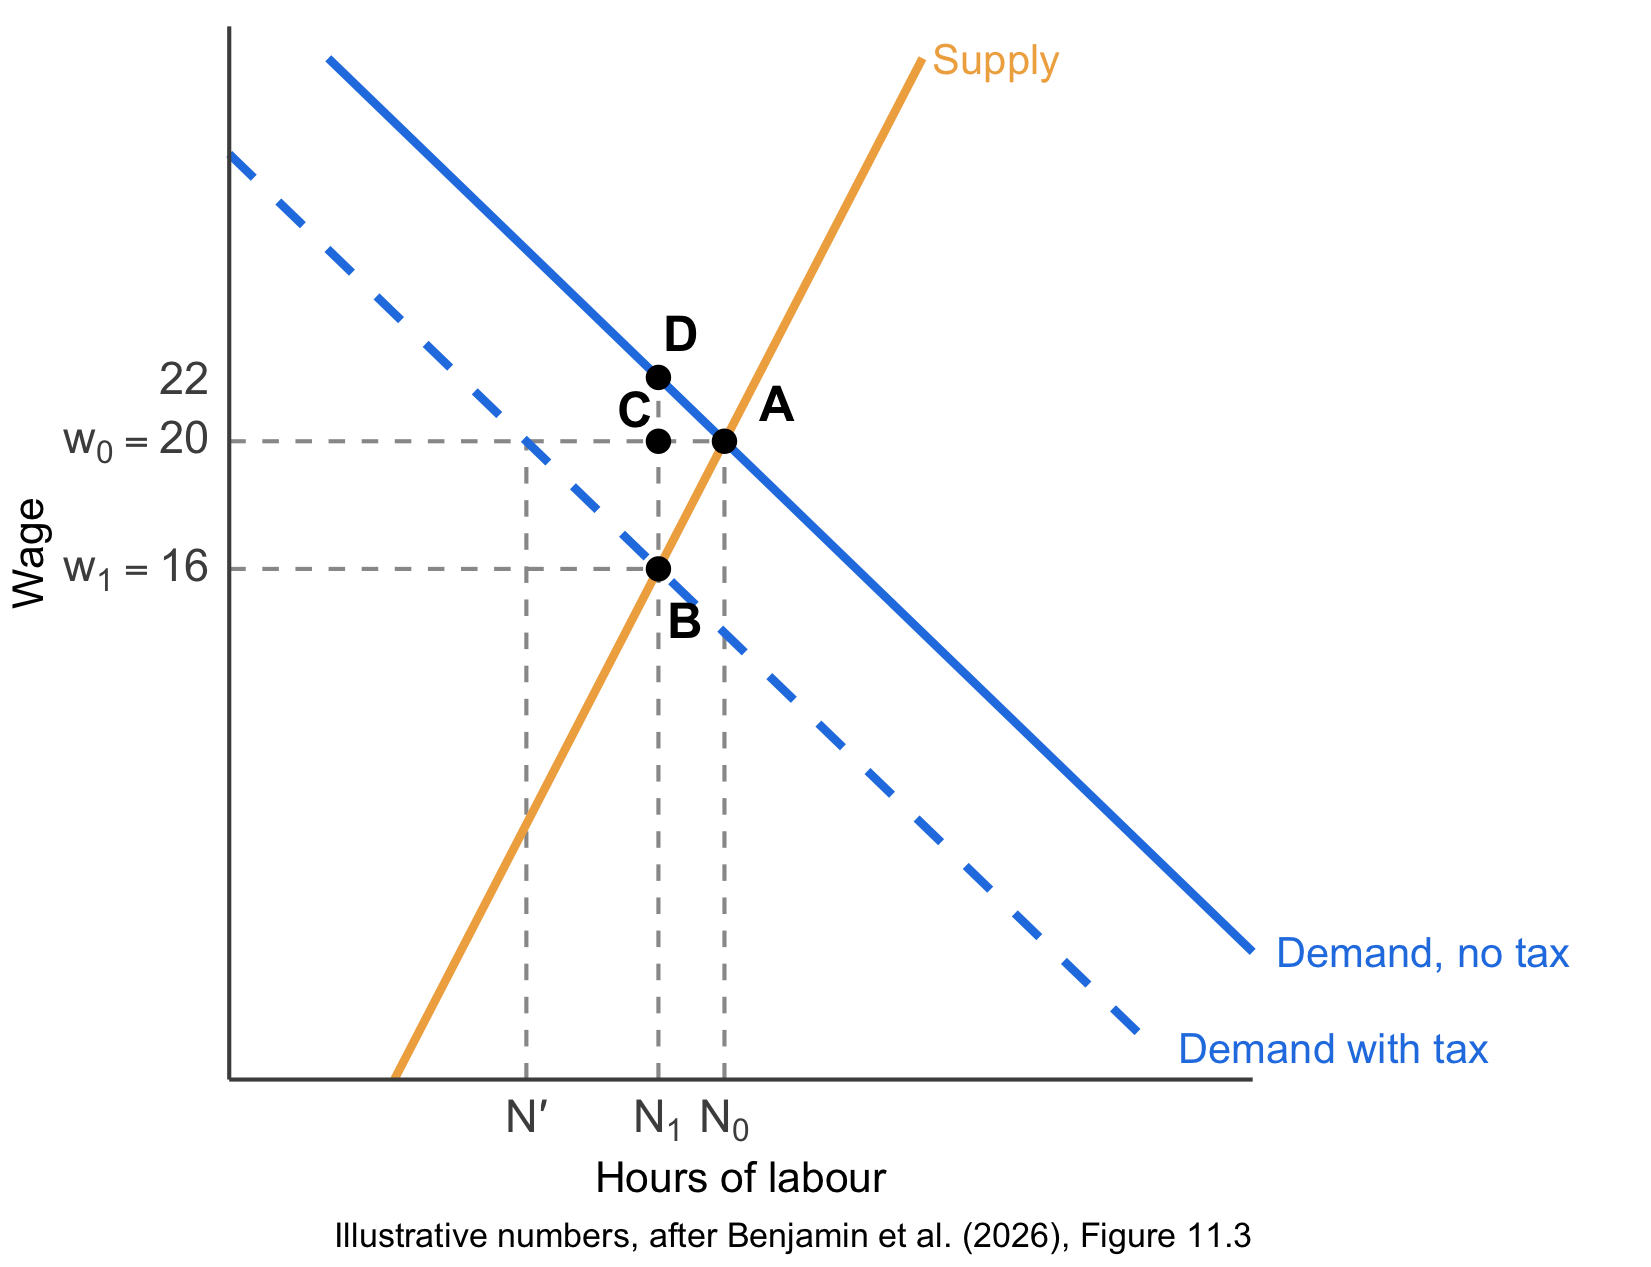 Supply
D
22
C
A
w₀ = 20
w₁ = 16
Wage
B
Demand, no tax
Demand with tax
N′
N₁
N₀
Hours of labour
Illustrative numbers, after Benjamin et al. (2026), Figure 11.3